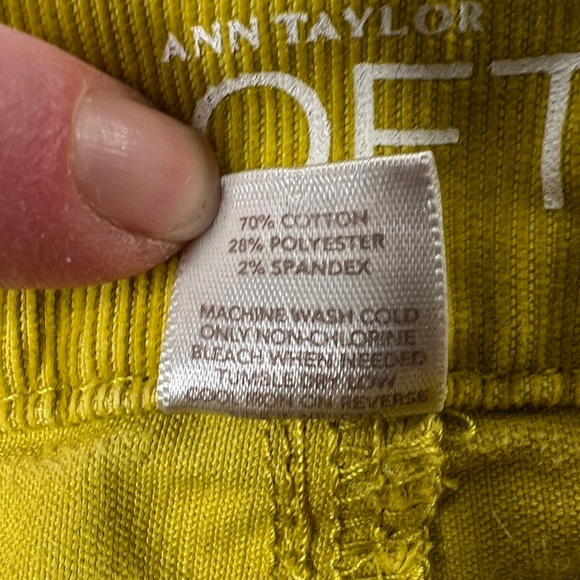 ANN TAYLOR
OFT
70% COTTON
28% POLYESTER
2% SPANDEX
MACHINE WASH COLD
ONLY NON-CHLORINE
BLEACH WHEN NEEDED
TUMBLE DRY LOW
COOL IRON ON REVERSE